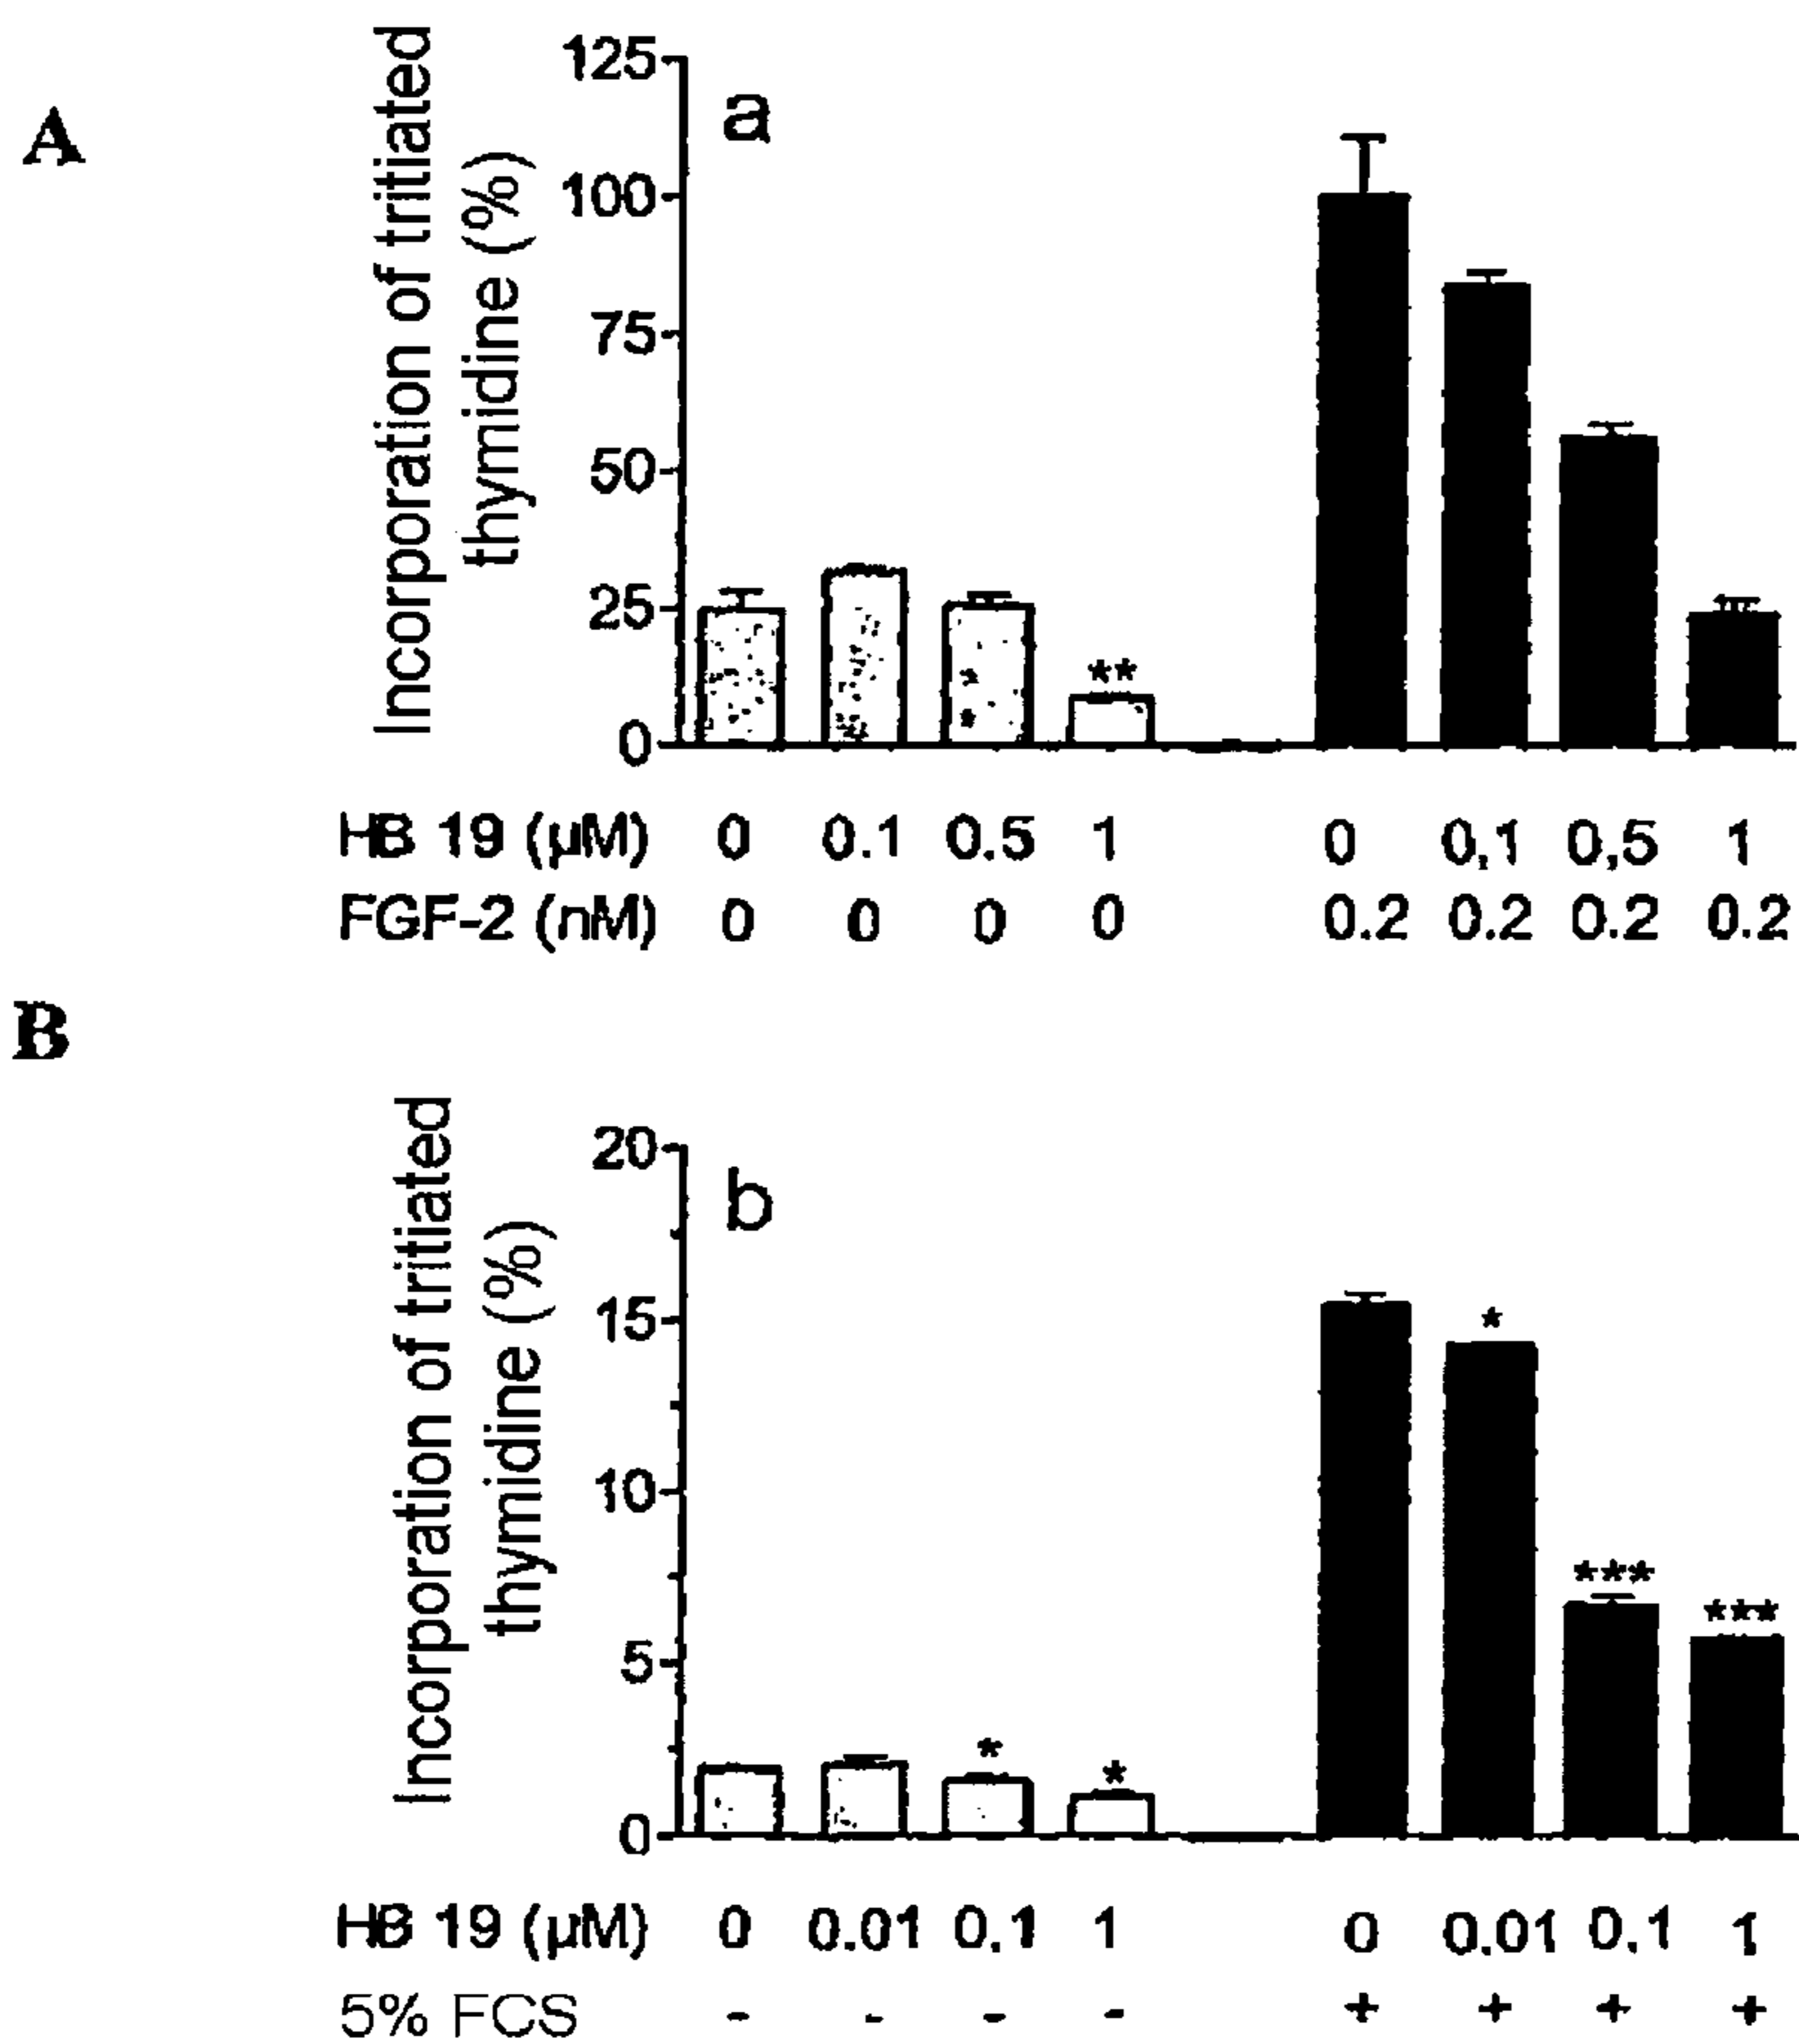 A
Incorporation of tritiated
thymidine (%)
125
a
100
75
50
25
**
0
HB 19 (µM) 0 0.1 0.5 1 0 0,1 0,5 1
FGF-2 (nM) 0 0 0 0 0.2 0.2 0.2 0.2
B
Incorporation of tritiated
thymidine (%)
20
b
15
*
10
***
***
5
*
*
0
HB 19 (µM) 0 0.01 0.1 1 0 0.01 0.1 1
5% FCS - - - - + + + +